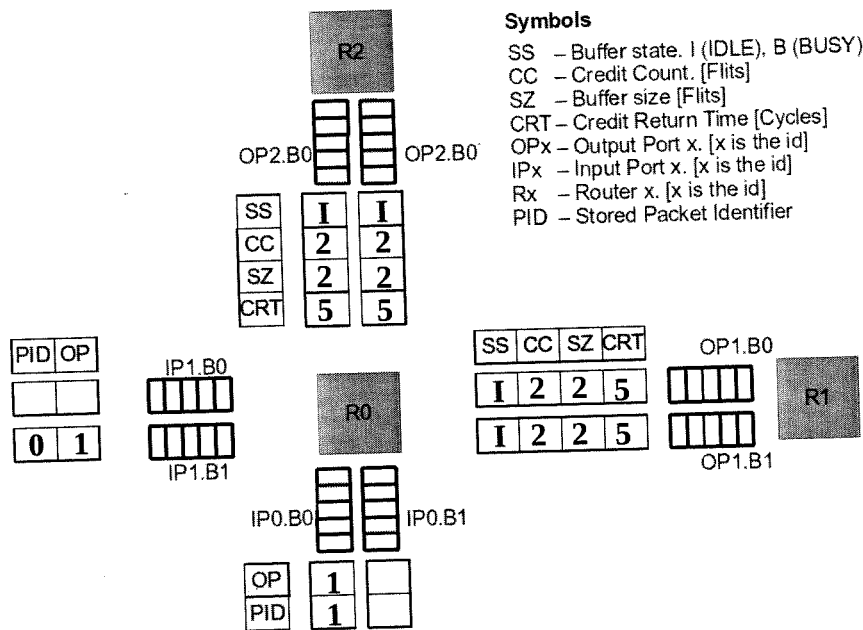 Symbols
SS – Buffer state. I (IDLE), B (BUSY)
CC – Credit Count. [Flits]
SZ – Buffer size [Flits]
CRT – Credit Return Time [Cycles]
OPx – Output Port x. [x is the id]
IPx – Input Port x. [x is the id]
Rx – Router x. [x is the id]
PID – Stored Packet Identifier
R2
OP2.B0 OP2.B0
SS I I
CC 2 2
SZ 2 2
CRT 5 5
PID OP
0 1
IP1.B0
IP1.B1
R0
SS CC SZ CRT
I 2 2 5
I 2 2 5
OP1.B0
OP1.B1
R1
IP0.B0 IP0.B1
OP 1
PID 1